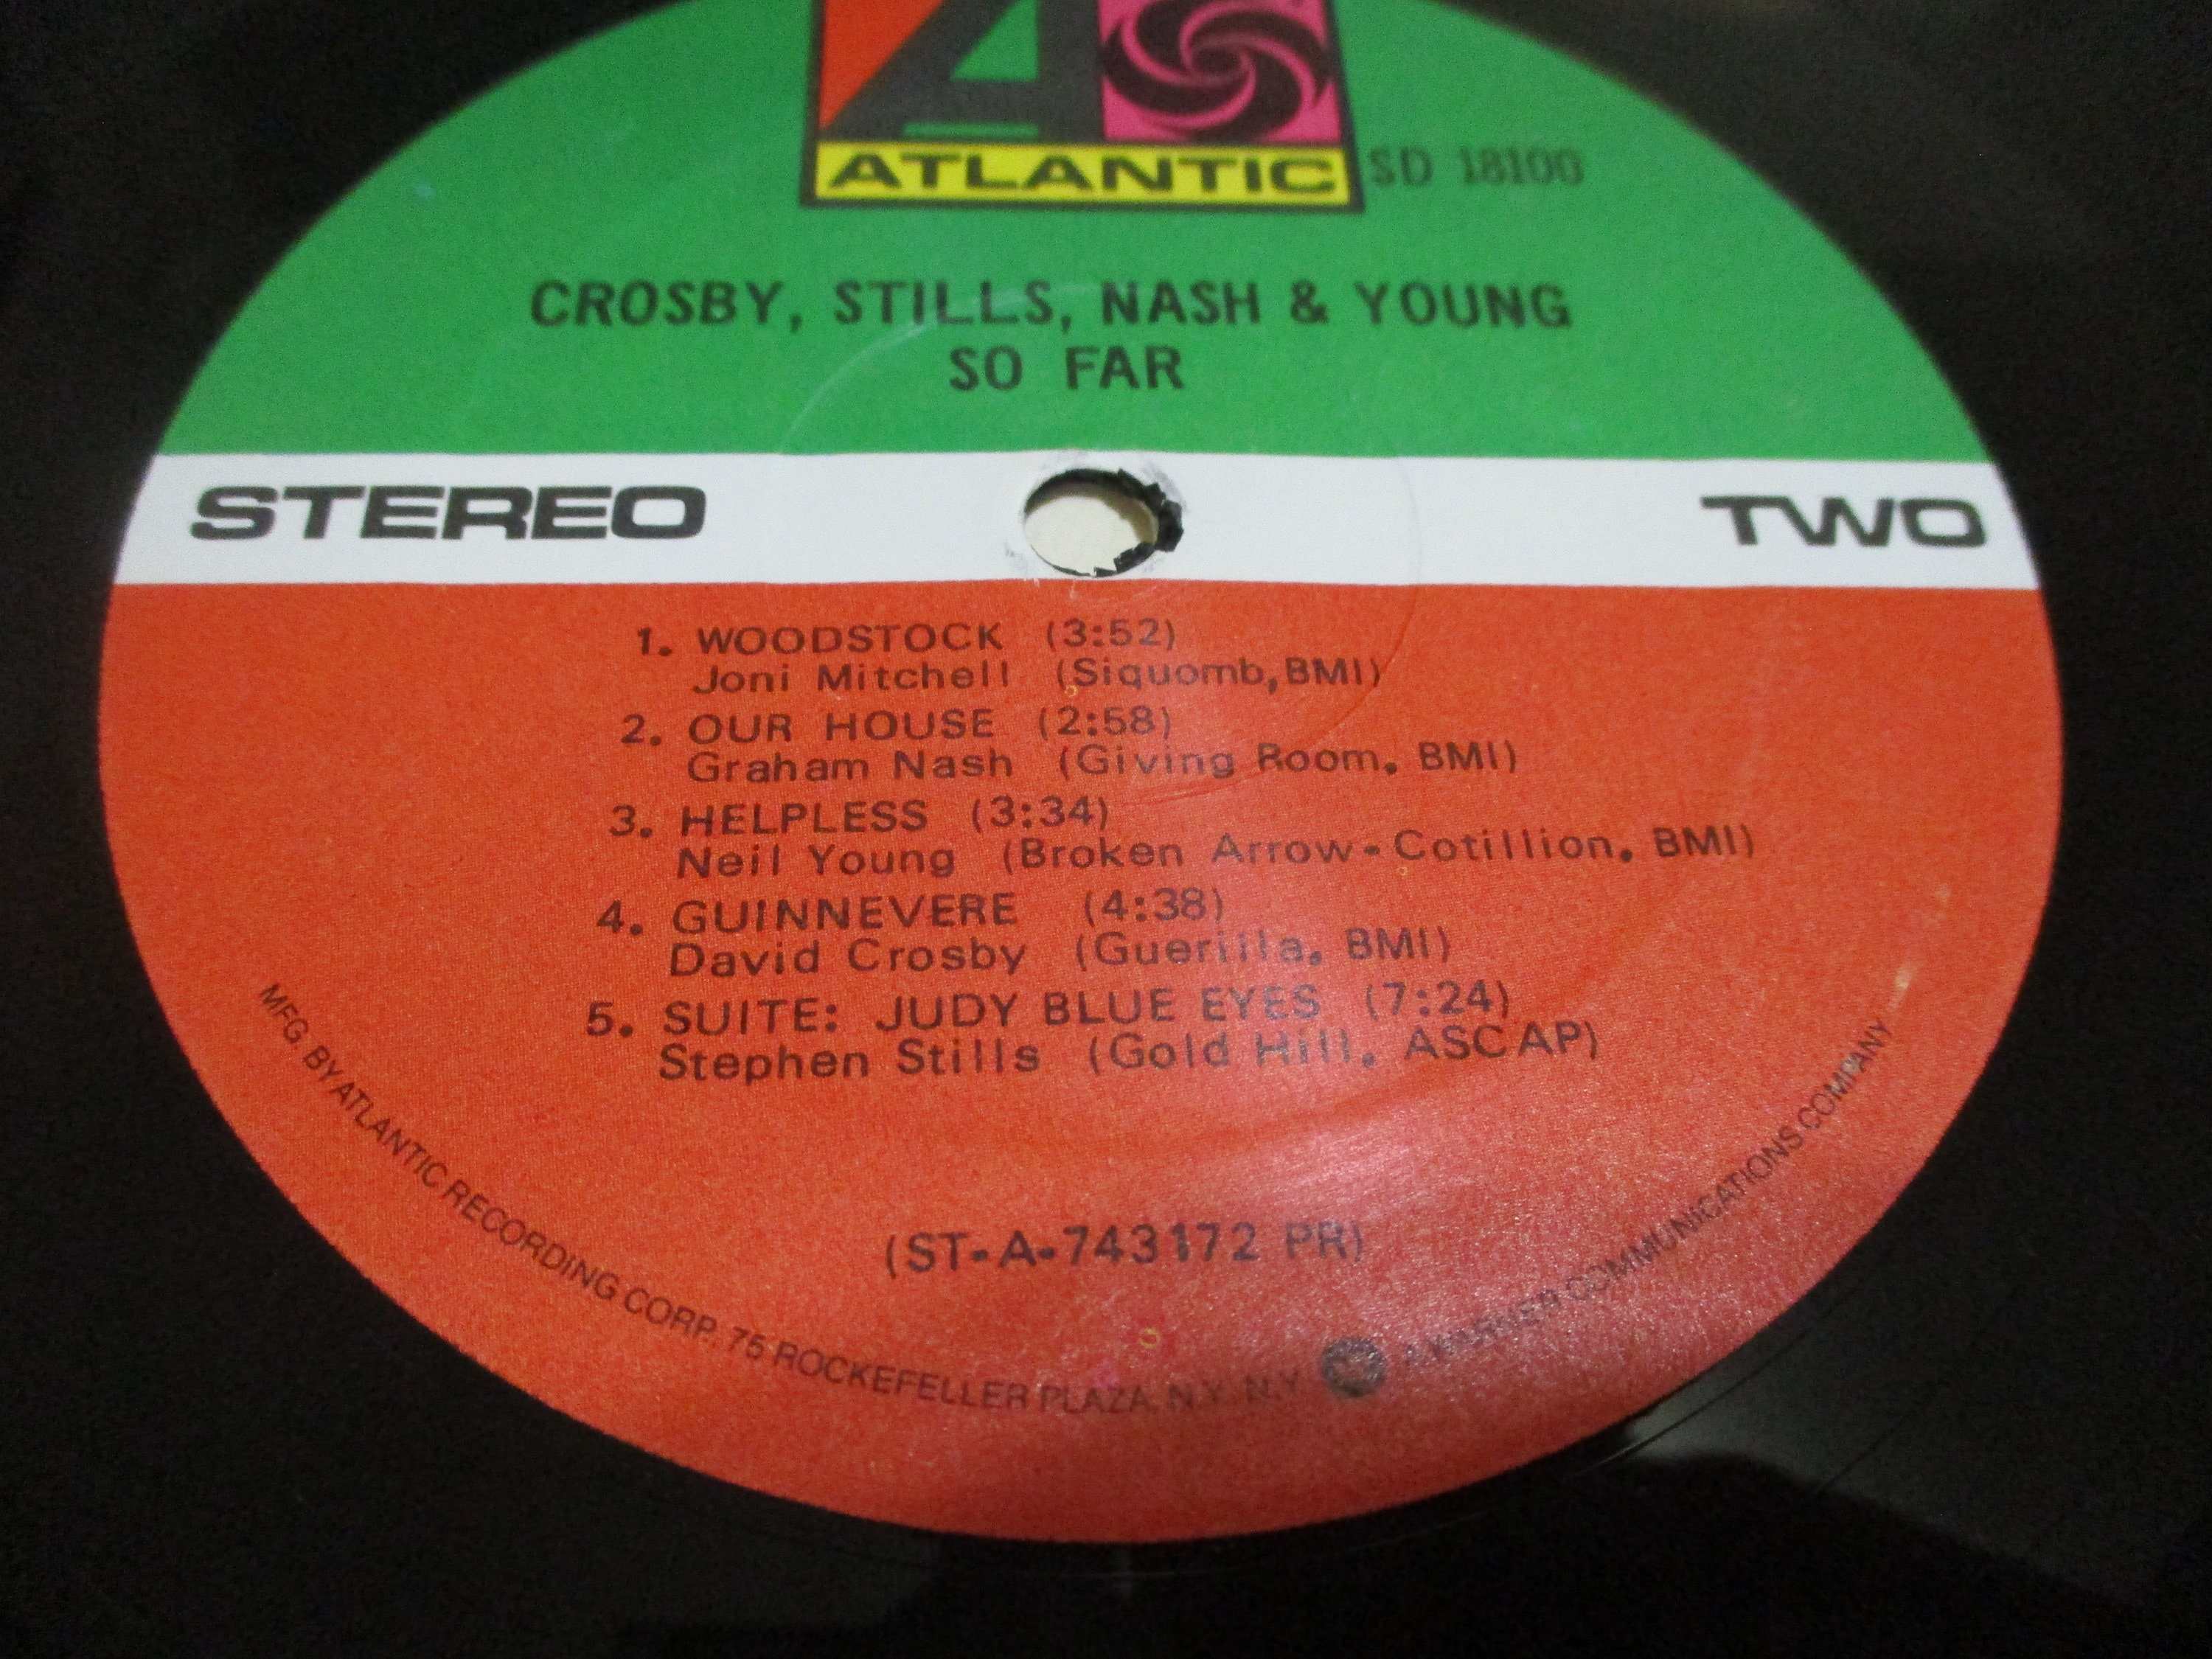 ATLANTIC
SD 18100
CROSBY, STILLS, NASH & YOUNG
SO FAR
STEREO
TWO
1. WOODSTOCK (3:52)
Joni Mitchell (Siquomb, BMI)
2. OUR HOUSE (2:58)
Graham Nash (Giving Room, BMI)
3. HELPLESS (3:34)
Neil Young (Broken Arrow-Cotillion, BMI)
4. GUINNEVERE (4:38)
David Crosby (Guerilla, BMI)
5. SUITE: JUDY BLUE EYES (7:24)
Stephen Stills (Gold Hill, ASCAP)
(ST-A-743172 PR)
MFG BY ATLANTIC RECORDING CORP. 75 ROCKEFELLER PLAZA, N.Y. N.Y. A WARNER COMMUNICATIONS COMPANY